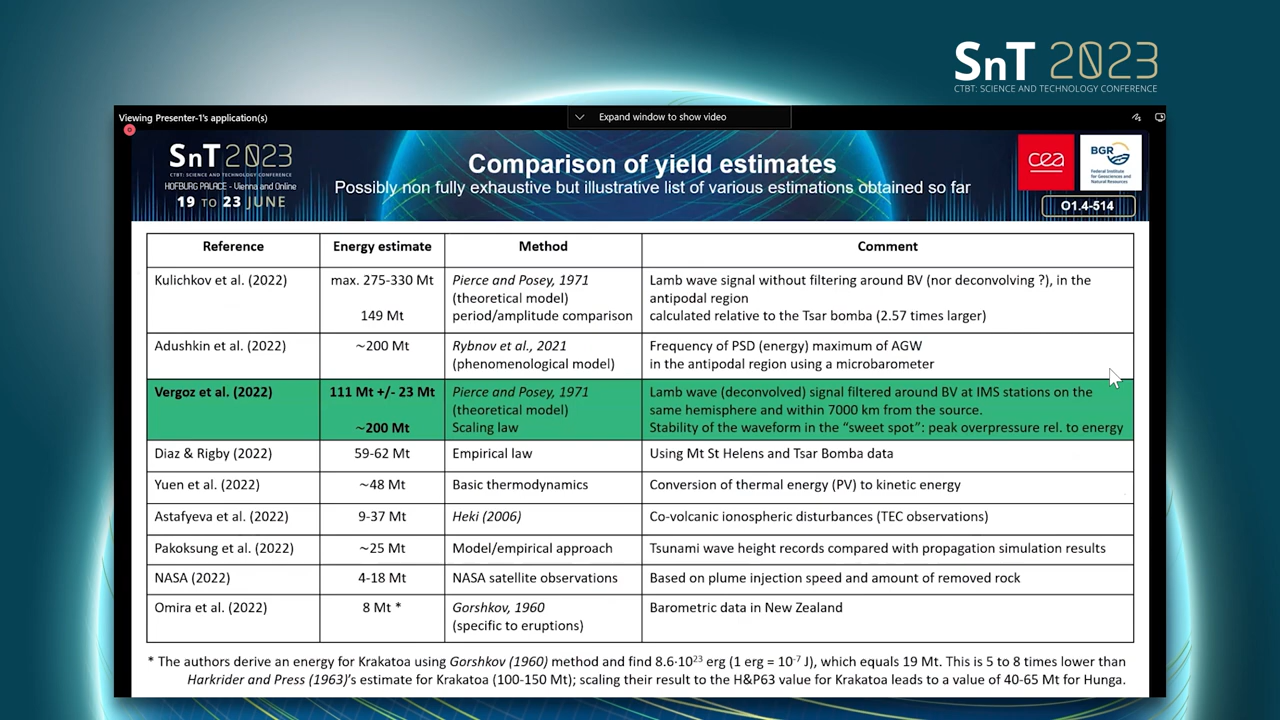 SnT 2023
CTBT: SCIENCE AND TECHNOLOGY CONFERENCE
Viewing Presenter-1's application(s)
Expand window to show video
SnT 2023
CTBT: SCIENCE AND TECHNOLOGY CONFERENCE
HOFBURG PALACE - Vienna and Online
19 TO 23 JUNE
Comparison of yield estimates
Possibly non fully exhaustive but illustrative list of various estimations obtained so far
cea
BGR
Federal Institute
for Geosciences and
Natural Resources
O1.4-514
Reference Energy estimate Method Comment
Kulichkov et al. (2022) max. 275-330 Mt Pierce and Posey, 1971 Lamb wave signal without filtering around BV (nor deconvolving ?), in the
(theoretical model) antipodal region
149 Mt period/amplitude comparison calculated relative to the Tsar bomba (2.57 times larger)
Adushkin et al. (2022) ~200 Mt Rybnov et al., 2021 Frequency of PSD (energy) maximum of AGW
(phenomenological model) in the antipodal region using a microbarometer
Vergoz et al. (2022) 111 Mt +/- 23 Mt Pierce and Posey, 1971 Lamb wave (deconvolved) signal filtered around BV at IMS stations on the
(theoretical model) same hemisphere and within 7000 km from the source.
~200 Mt Scaling law Stability of the waveform in the “sweet spot”: peak overpressure rel. to energy
Diaz & Rigby (2022) 59-62 Mt Empirical law Using Mt St Helens and Tsar Bomba data
Yuen et al. (2022) ~48 Mt Basic thermodynamics Conversion of thermal energy (PV) to kinetic energy
Astafyeva et al. (2022) 9-37 Mt Heki (2006) Co-volcanic ionospheric disturbances (TEC observations)
Pakoksung et al. (2022) ~25 Mt Model/empirical approach Tsunami wave height records compared with propagation simulation results
NASA (2022) 4-18 Mt NASA satellite observations Based on plume injection speed and amount of removed rock
Omira et al. (2022) 8 Mt * Gorshkov, 1960 Barometric data in New Zealand
(specific to eruptions)
* The authors derive an energy for Krakatoa using Gorshkov (1960) method and find 8.6·10²³ erg (1 erg = 10⁻⁷ J), which equals 19 Mt. This is 5 to 8 times lower than
Harkrider and Press (1963)'s estimate for Krakatoa (100-150 Mt); scaling their result to the H&P63 value for Krakatoa leads to a value of 40-65 Mt for Hunga.